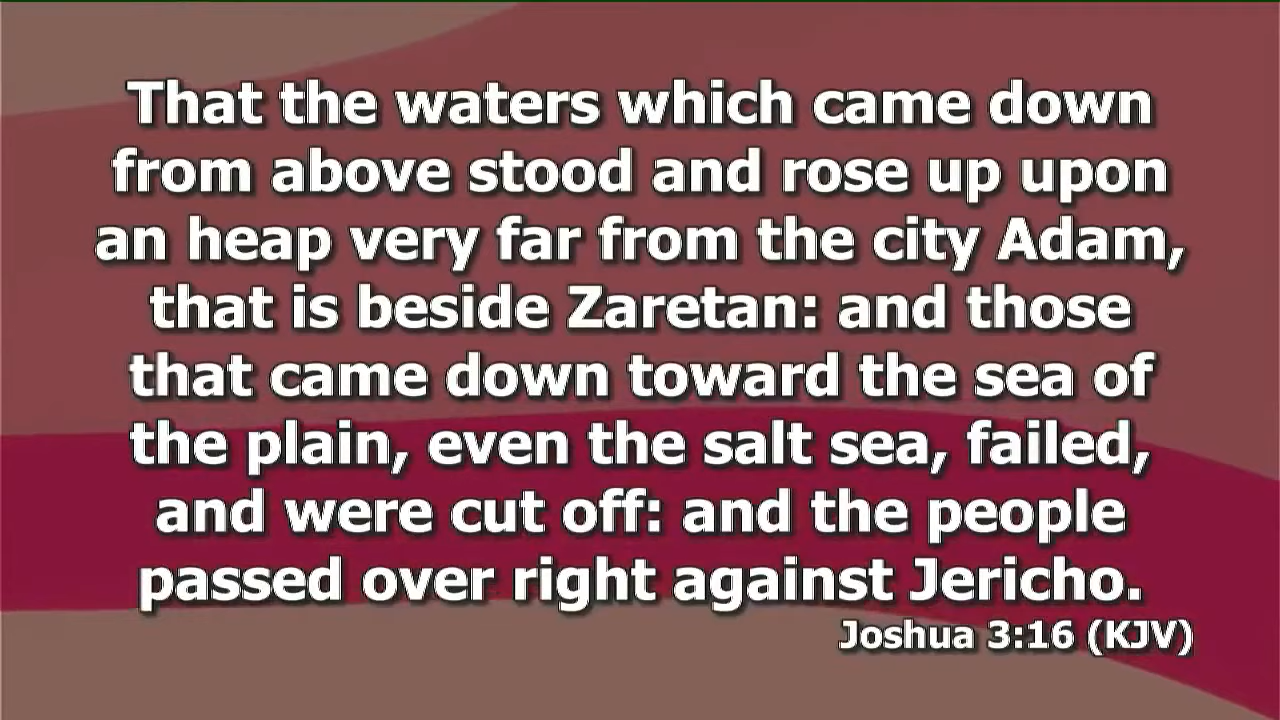 That the waters which came down
from above stood and rose up upon
an heap very far from the city Adam,
that is beside Zaretan: and those
that came down toward the sea of
the plain, even the salt sea, failed,
and were cut off: and the people
passed over right against Jericho.
Joshua 3:16 (KJV)